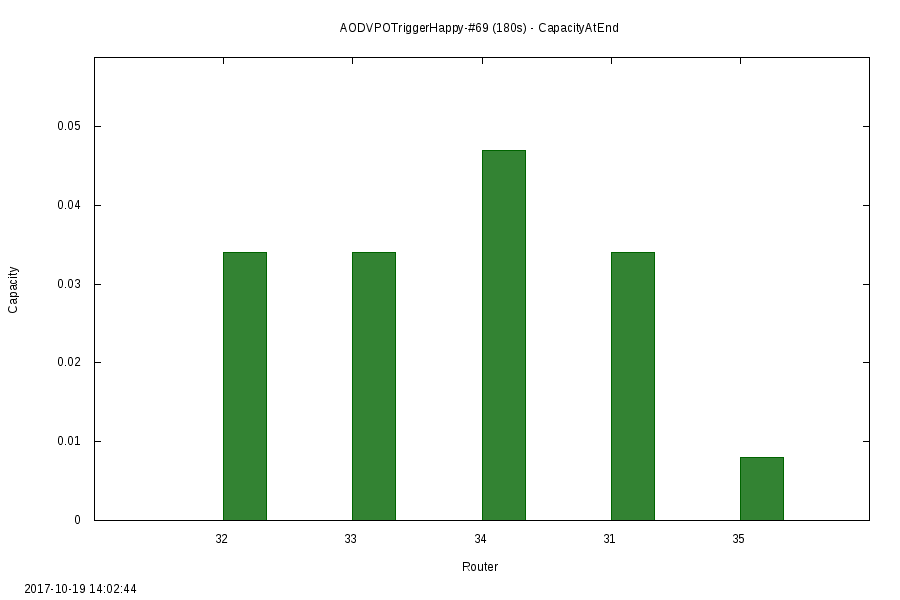 AODVPOTriggerHappy-#69 (180s) - CapacityAtEnd
0.05
0.04
0.03
0.02
0.01
0
Capacity
32 33 34 31 35
Router
2017-10-19 14:02:44